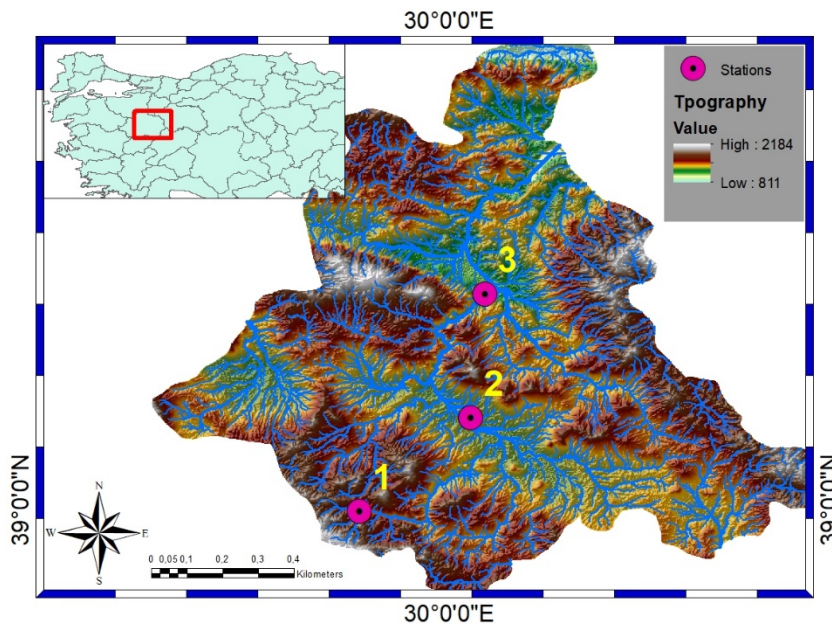 30°0'0"E
Stations
Tpography
Value
High : 2184
Low : 811
3
2
1
39°0'0"N
39°0'0"N
N
W
E
S
0 0,05 0,1 0,2 0,3 0,4
Kilometers
30°0'0"E